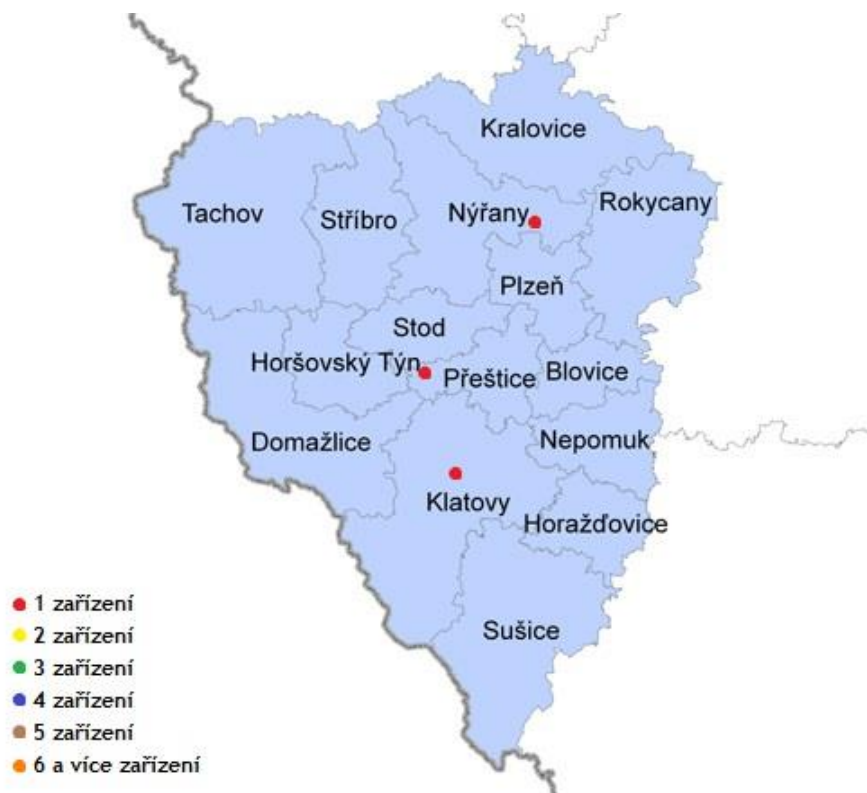 Kralovice
Tachov
Stříbro
Nýřany
Rokycany
Plzeň
Stod
Horšovský Týn
Přeštice
Blovice
Domažlice
Nepomuk
Klatovy
Horažďovice
Sušice
1 zařízení
2 zařízení
3 zařízení
4 zařízení
5 zařízení
6 a více zařízení